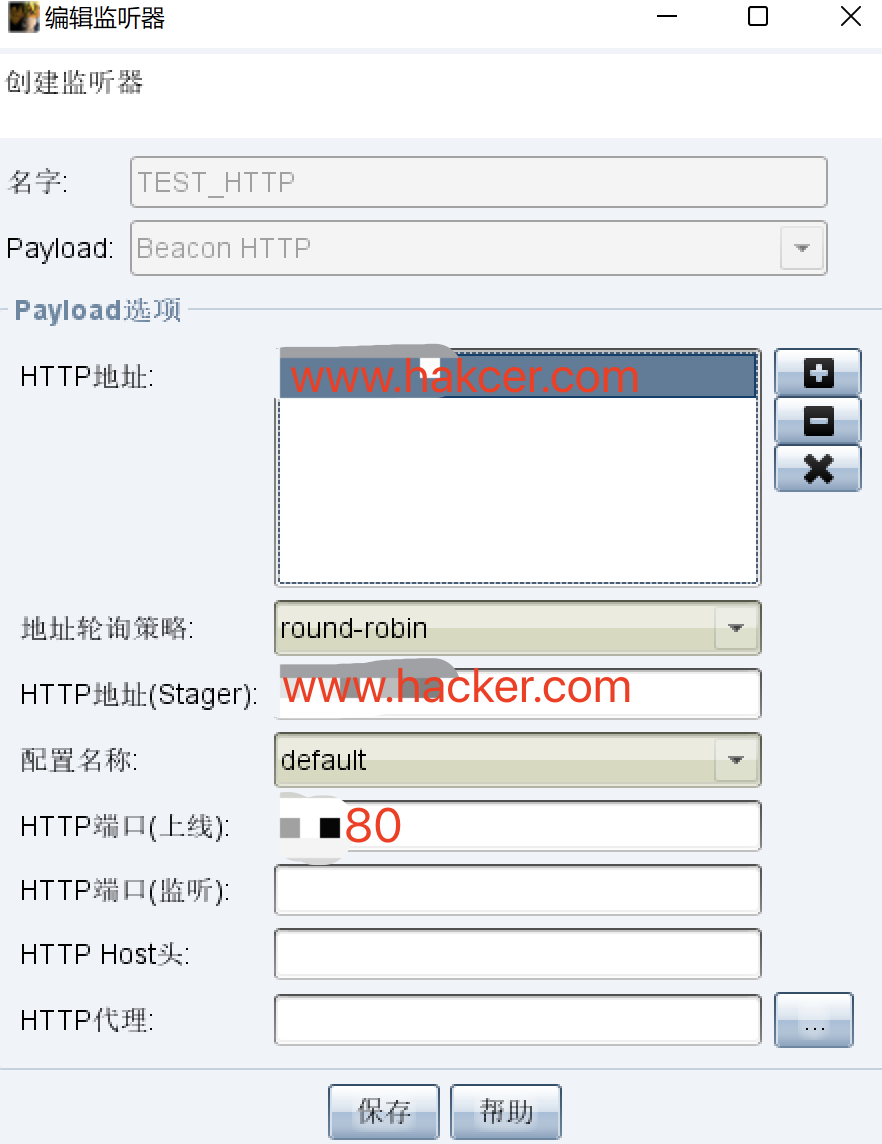 编辑监听器
创建监听器
名字: TEST_HTTP
Payload: Beacon HTTP
Payload选项
HTTP地址: www.hakcer.com
地址轮询策略: round-robin
HTTP地址(Stager): www.hacker.com
配置名称: default
HTTP端口(上线): 80
HTTP端口(监听):
HTTP Host头:
HTTP代理: ...
保存 帮助